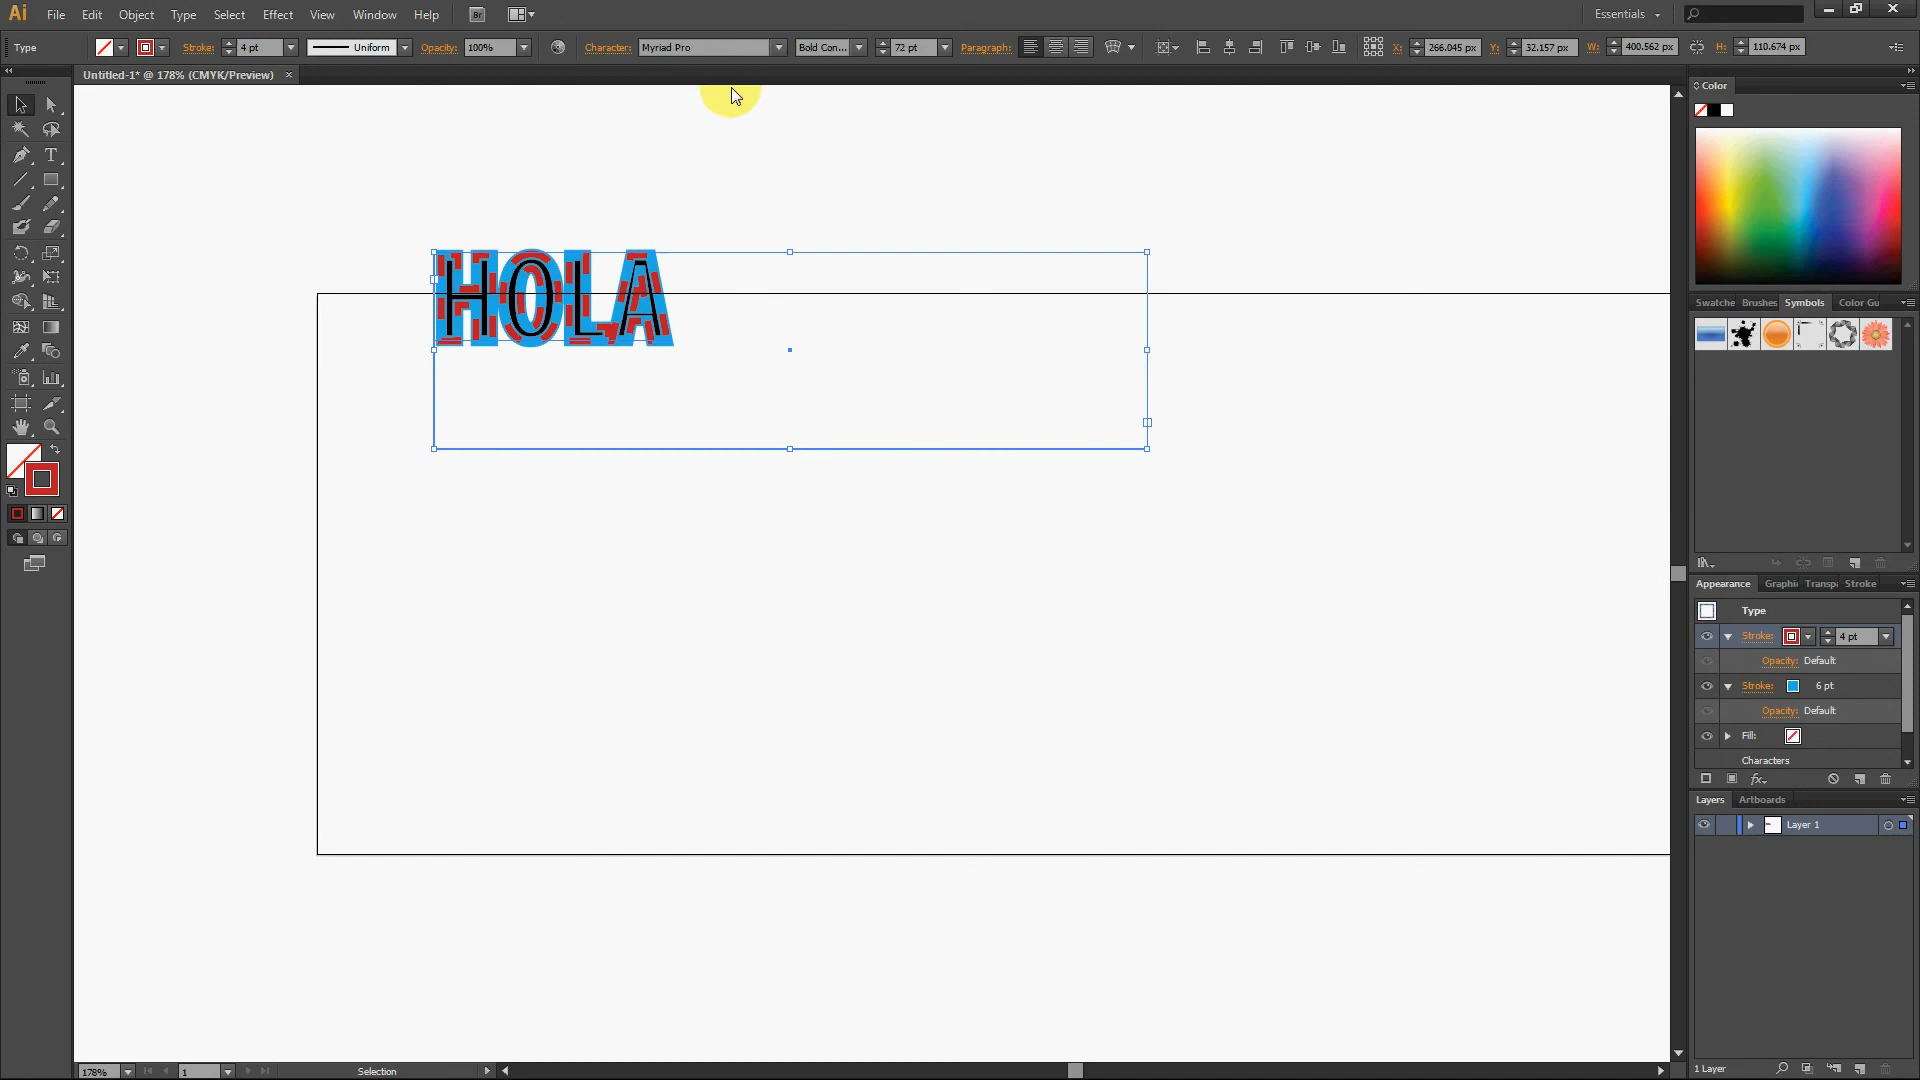 Ai File Edit Object Type Select Effect View Window Help Br Essentials
Type Stroke: 4 pt Uniform Opacity: 100% Character: Myriad Pro Bold Con... 72 pt Paragraph: X: 266.045 px Y: 32.157 px W: 400.562 px H: 110.674 px
Untitled-1* @ 178% (CMYK/Preview)
Color
HOLA
Swatche Brushes Symbols Color Gu
Appearance Graphi Transp Stroke
Type
Stroke: 4 pt
Opacity: Default
Stroke: 6 pt
Opacity: Default
Fill:
Characters
fx
Layers Artboards
Layer 1
1 Layer
178% 1 Selection